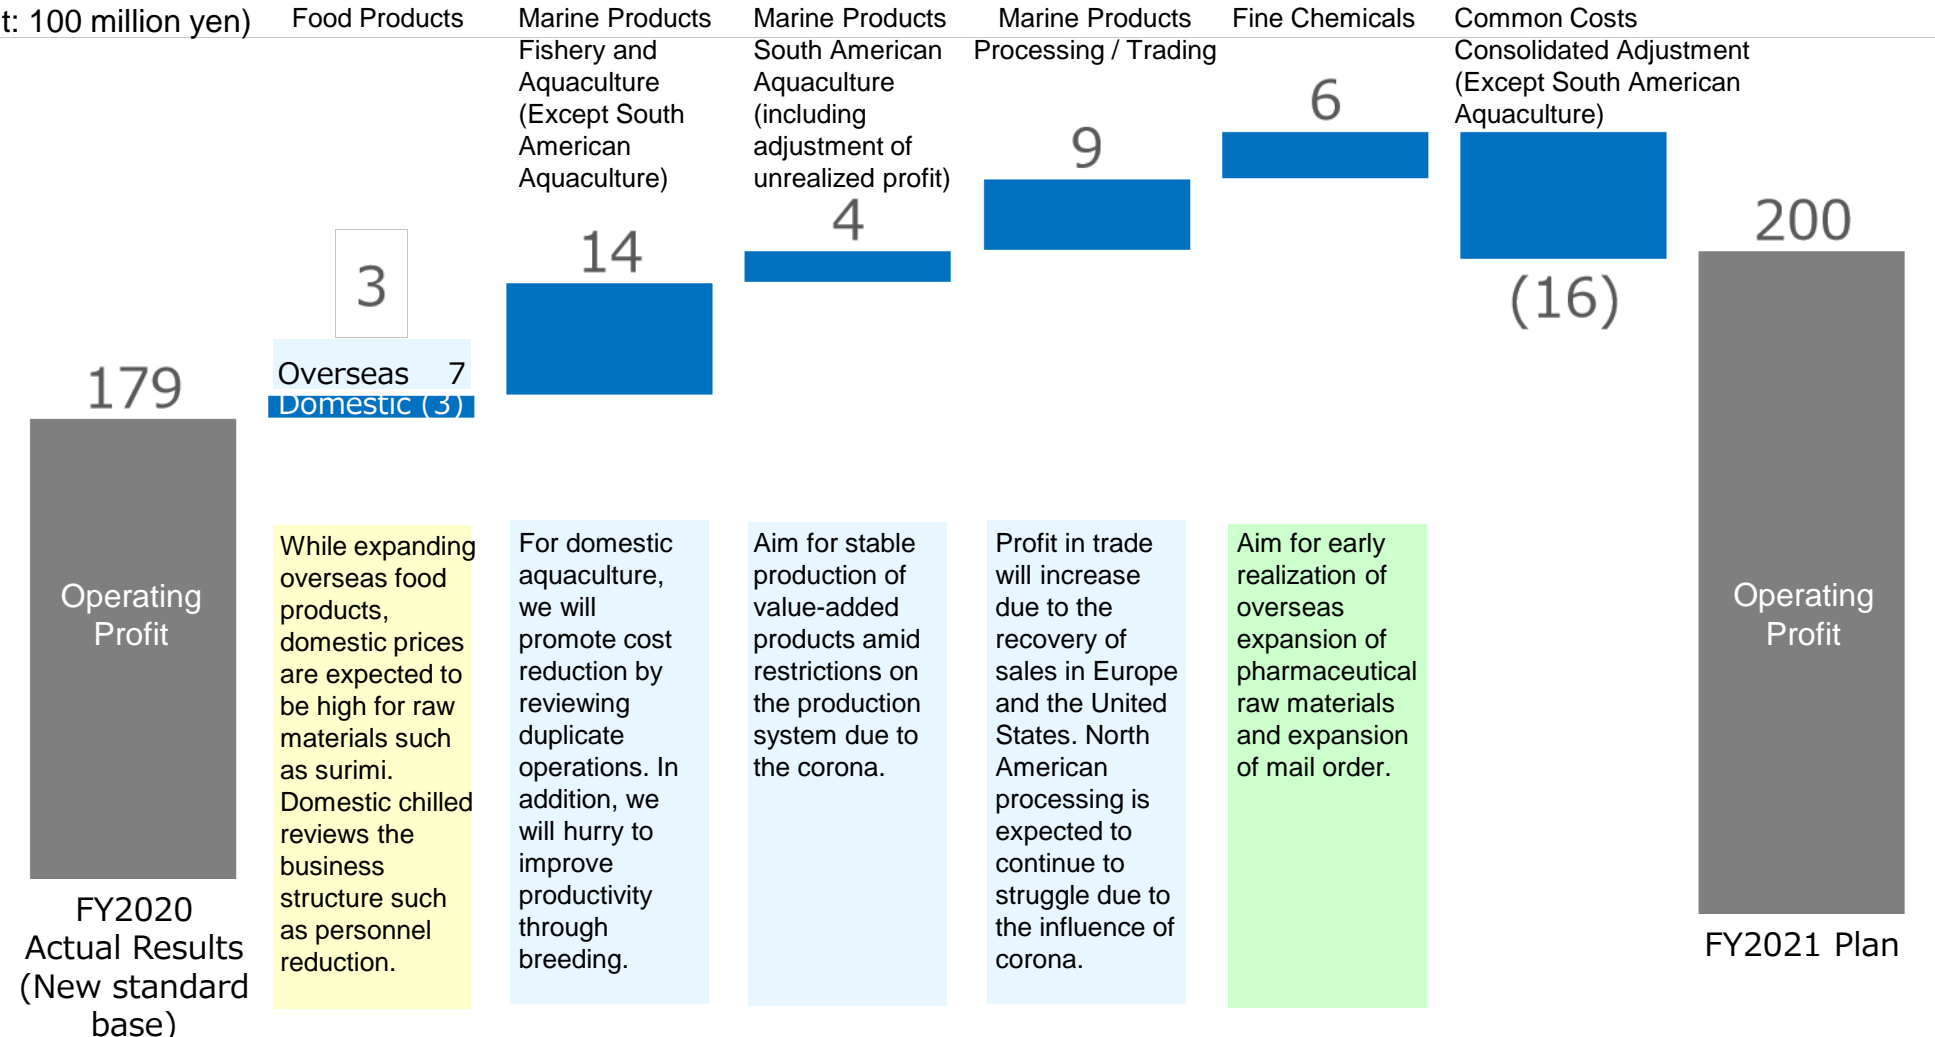 t: 100 million yen)
Food Products
Marine Products
Fishery and
Aquaculture
(Except South
American
Aquaculture)
Marine Products
South American
Aquaculture
(including
adjustment of
unrealized profit)
Marine Products
Processing / Trading
Fine Chemicals
Common Costs
Consolidated Adjustment
(Except South American
Aquaculture)
179
3
Overseas 7
Domestic (3)
14
4
9
6
(16)
200
Operating
Profit
While expanding
overseas food
products,
domestic prices
are expected to
be high for raw
materials such
as surimi.
Domestic chilled
reviews the
business
structure such
as personnel
reduction.
For domestic
aquaculture,
we will
promote cost
reduction by
reviewing
duplicate
operations. In
addition, we
will hurry to
improve
productivity
through
breeding.
Aim for stable
production of
value-added
products amid
restrictions on
the production
system due to
the corona.
Profit in trade
will increase
due to the
recovery of
sales in Europe
and the United
States. North
American
processing is
expected to
continue to
struggle due to
the influence of
corona.
Aim for early
realization of
overseas
expansion of
pharmaceutical
raw materials
and expansion
of mail order.
Operating
Profit
FY2020
Actual Results
(New standard
base)
FY2021 Plan